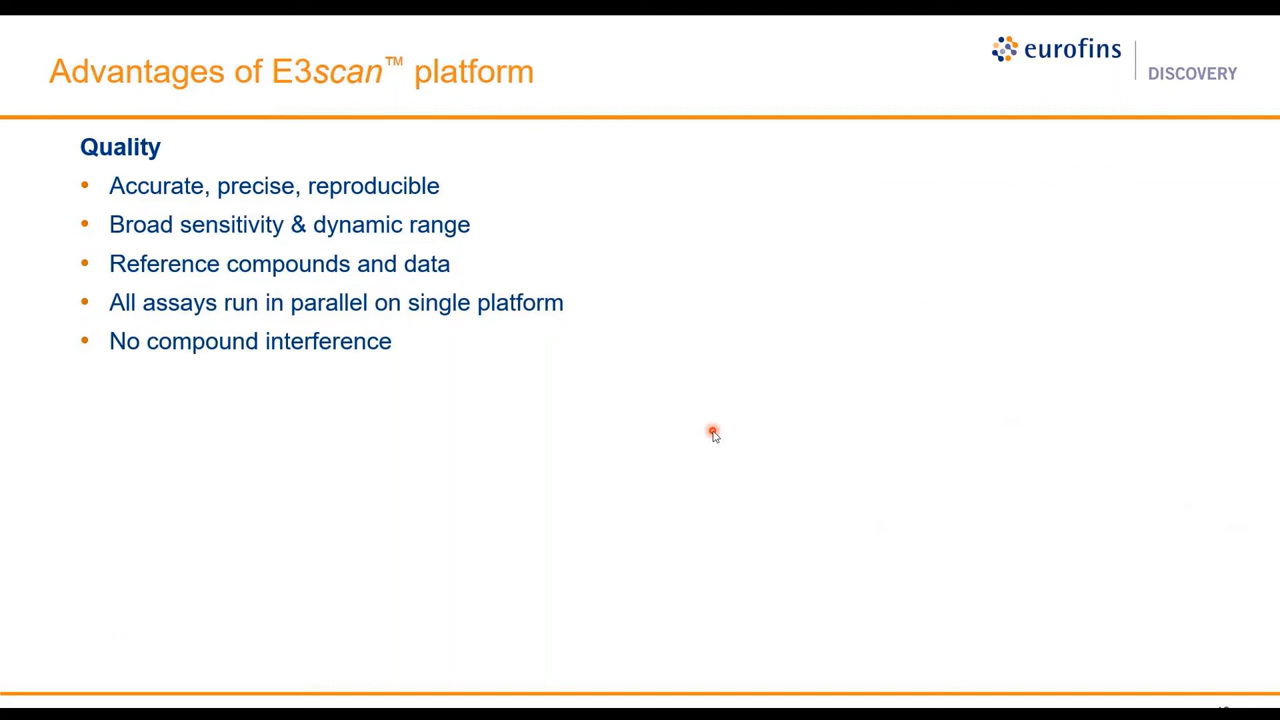 Advantages of E3scan™ platform
eurofins
DISCOVERY
Quality
• Accurate, precise, reproducible
• Broad sensitivity & dynamic range
• Reference compounds and data
• All assays run in parallel on single platform
• No compound interference